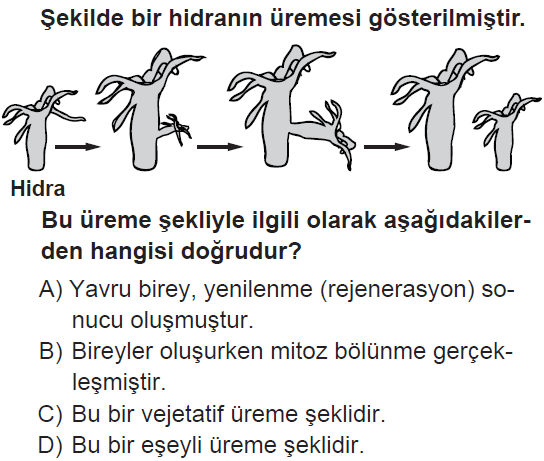 Şekilde bir hidranın üremesi gösterilmiştir.
Hidra
Bu üreme şekliyle ilgili olarak aşağıdakiler-
den hangisi doğrudur?
A) Yavru birey, yenilenme (rejenerasyon) so-
nucu oluşmuştur.
B) Bireyler oluşurken mitoz bölünme gerçek-
leşmiştir.
C) Bu bir vejetatif üreme şeklidir.
D) Bu bir eşeyli üreme şeklidir.